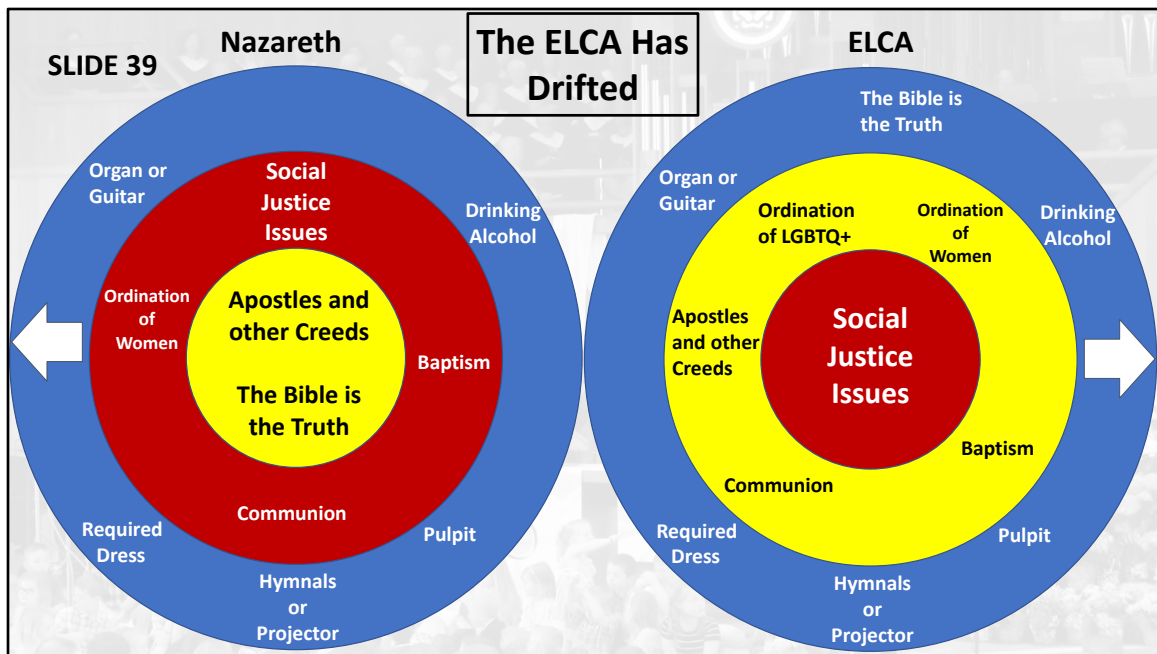 SLIDE 39
Nazareth
The ELCA Has
Drifted
ELCA
Organ or
Guitar
Social
Justice
Issues
Drinking
Alcohol
Ordination
of
Women
Apostles and
other Creeds
The Bible is
the Truth
Baptism
Communion
Required
Dress
Pulpit
Hymnals
or
Projector
The Bible is
the Truth
Organ or
Guitar
Ordination
of LGBTQ+
Ordination
of
Women
Drinking
Alcohol
Apostles
and other
Creeds
Social
Justice
Issues
Baptism
Communion
Required
Dress
Pulpit
Hymnals
or
Projector